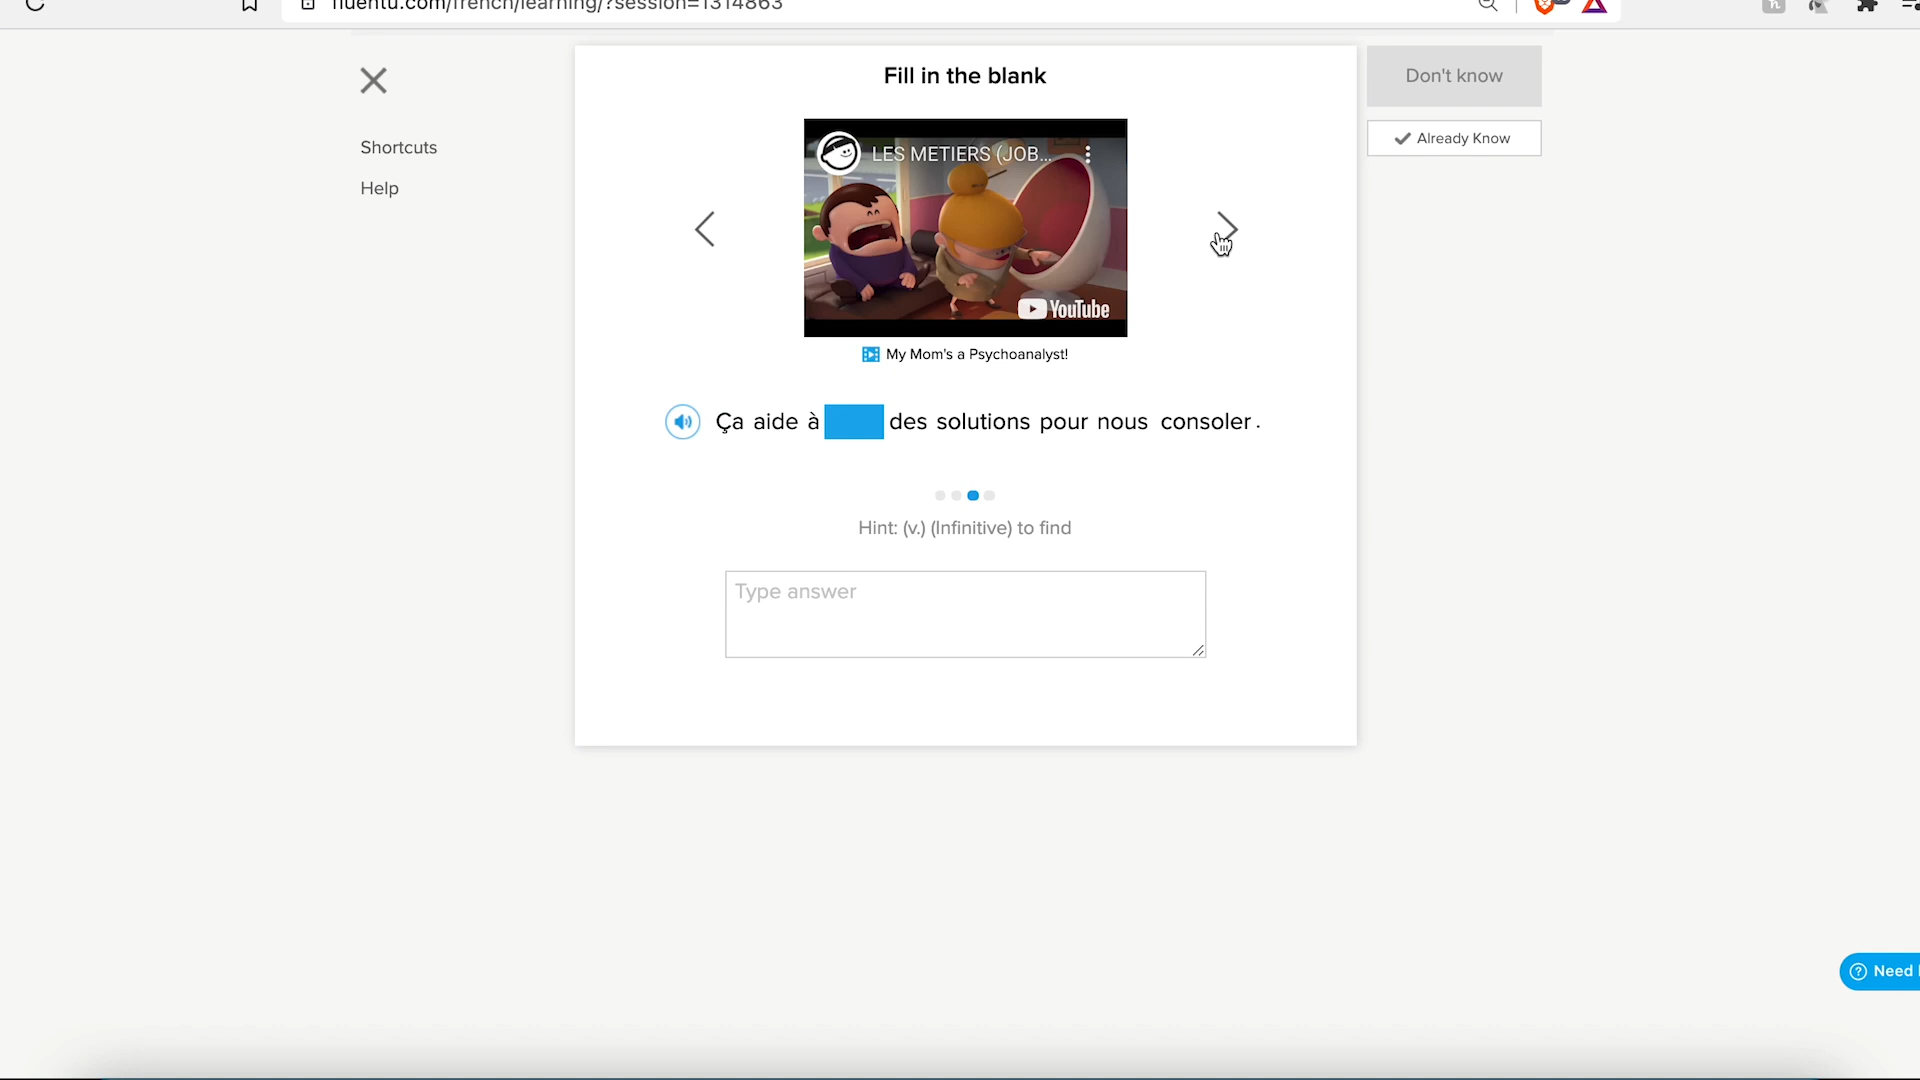 fluentu.com/french/learning/?session=1314863
Fill in the blank
Don't know
Already Know
Shortcuts
Help
LES METIERS (JOB...
YouTube
My Mom's a Psychoanalyst!
Ça aide à des solutions pour nous consoler.
Hint: (v.) (Infinitive) to find
Type answer
Need